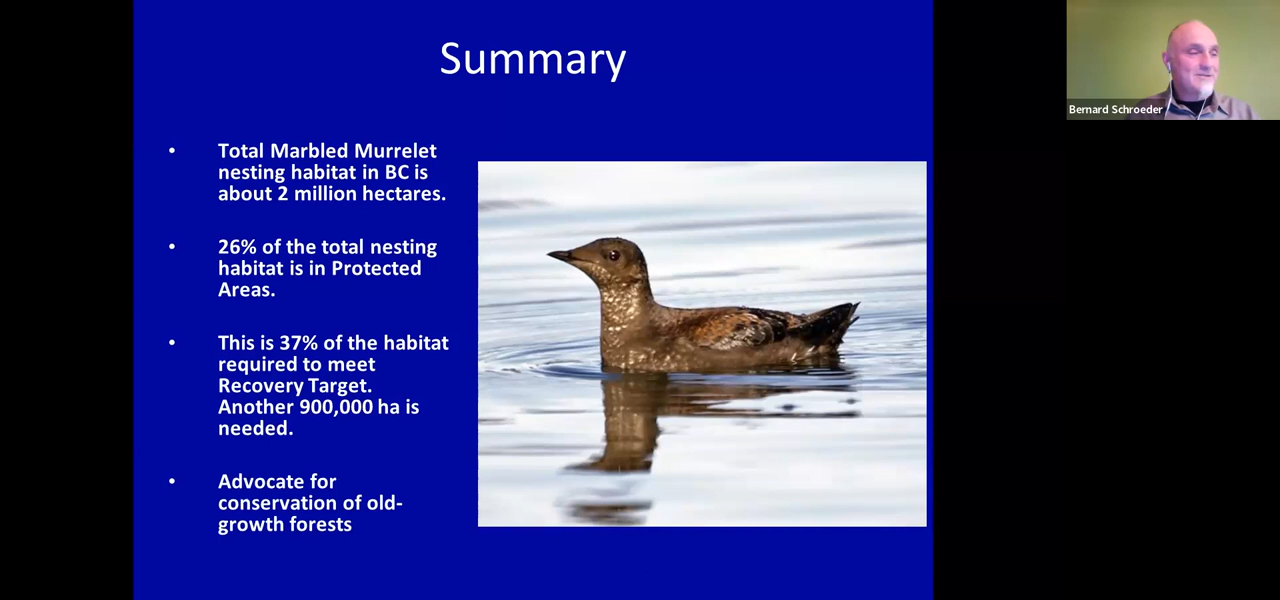 Summary
• Total Marbled Murrelet
nesting habitat in BC is
about 2 million hectares.
• 26% of the total nesting
habitat is in Protected
Areas.
• This is 37% of the habitat
required to meet
Recovery Target.
Another 900,000 ha is
needed.
• Advocate for
conservation of old-
growth forests
Bernard Schroeder